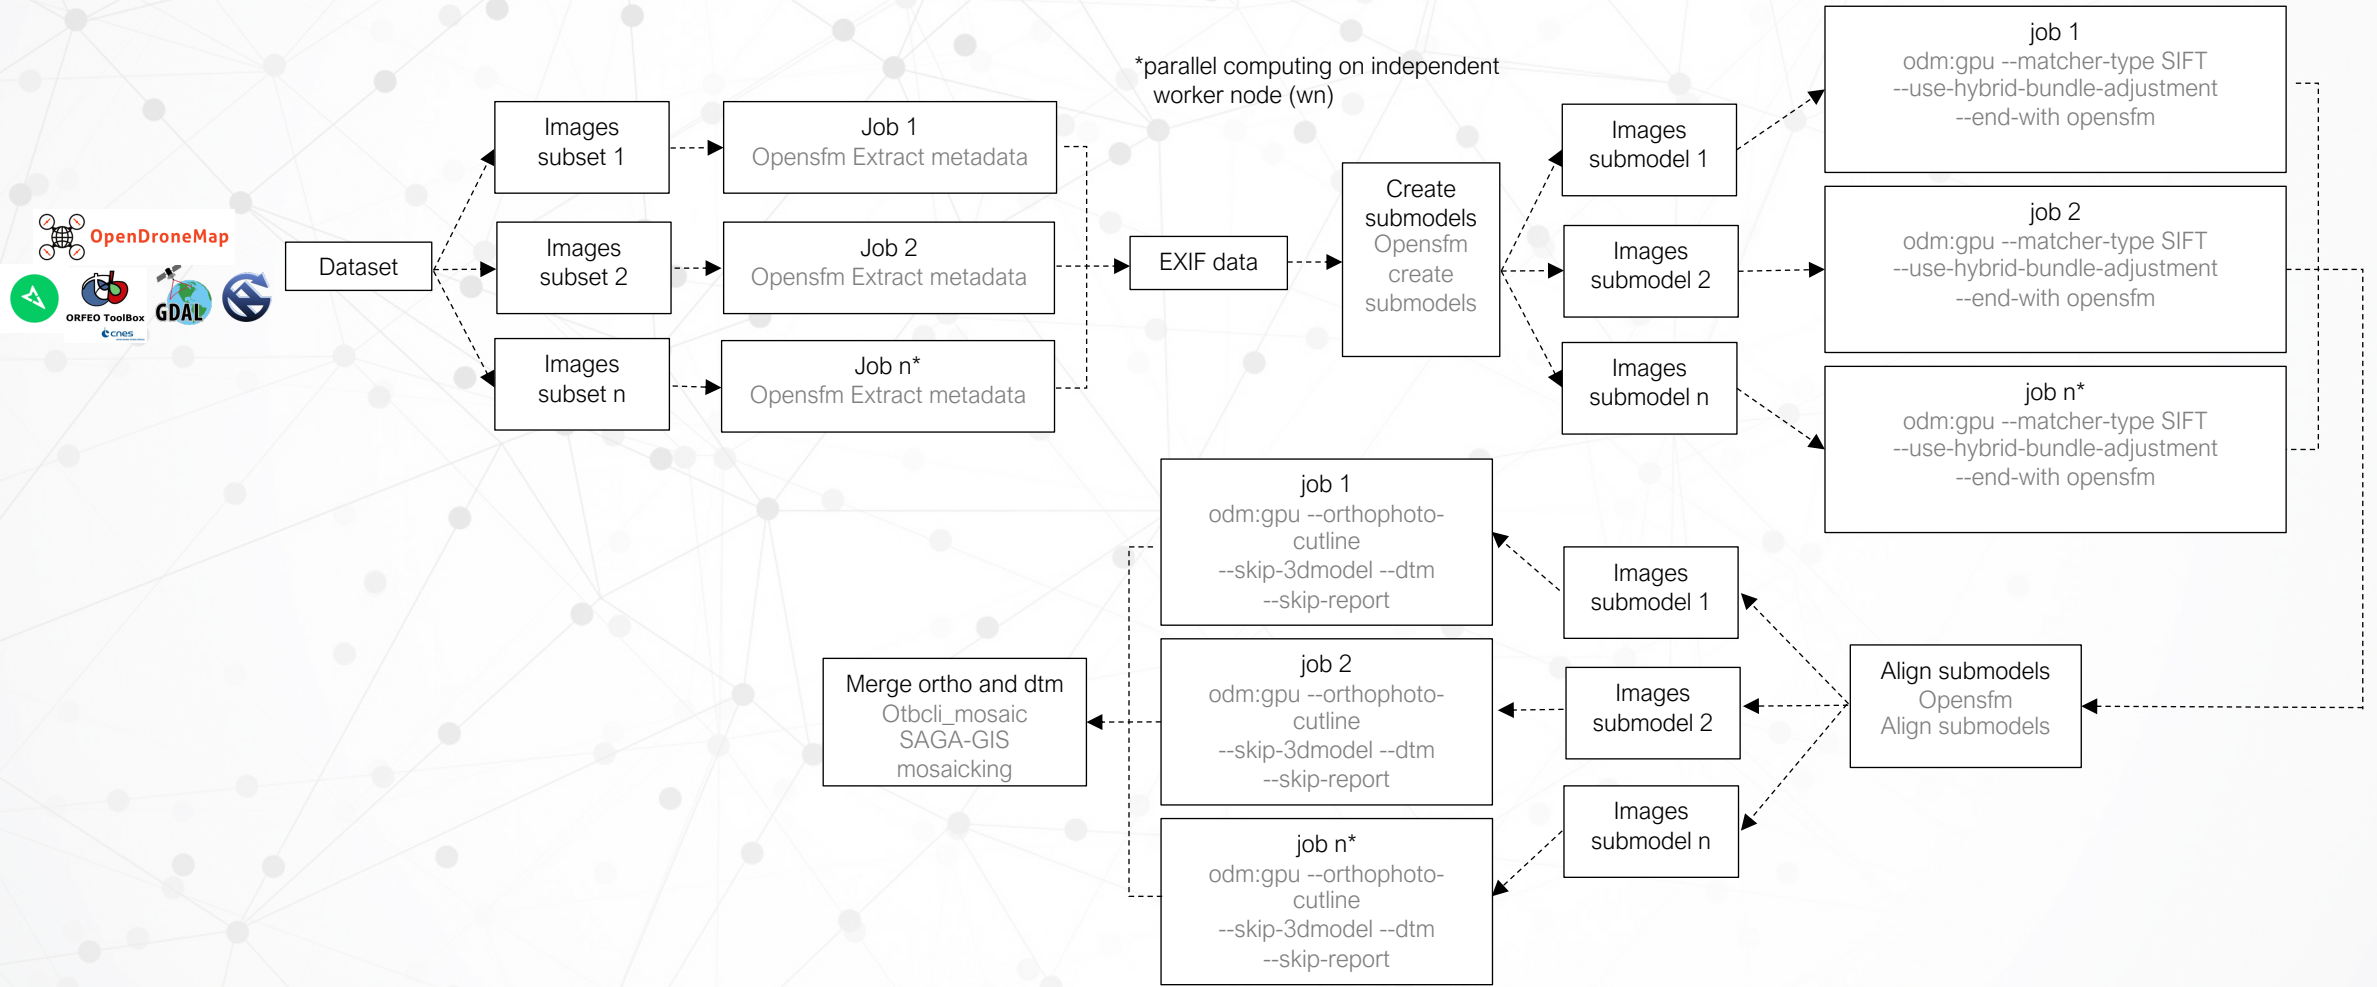 OpenDroneMap
ORFEO ToolBox
cnes
GDAL
Dataset
Images
subset 1
Images
subset 2
Images
subset n
Job 1
Opensfm Extract metadata
Job 2
Opensfm Extract metadata
Job n*
Opensfm Extract metadata
*parallel computing on independent
worker node (wn)
EXIF data
Create
submodels
Opensfm
create
submodels
Images
submodel 1
Images
submodel 2
Images
submodel n
job 1
odm:gpu --matcher-type SIFT
--use-hybrid-bundle-adjustment
--end-with opensfm
job 2
odm:gpu --matcher-type SIFT
--use-hybrid-bundle-adjustment
--end-with opensfm
job n*
odm:gpu --matcher-type SIFT
--use-hybrid-bundle-adjustment
--end-with opensfm
Align submodels
Opensfm
Align submodels
Images
submodel 1
Images
submodel 2
Images
submodel n
job 1
odm:gpu --orthophoto-
cutline
--skip-3dmodel --dtm
--skip-report
job 2
odm:gpu --orthophoto-
cutline
--skip-3dmodel --dtm
--skip-report
job n*
odm:gpu --orthophoto-
cutline
--skip-3dmodel --dtm
--skip-report
Merge ortho and dtm
Otbcli_mosaic
SAGA-GIS
mosaicking